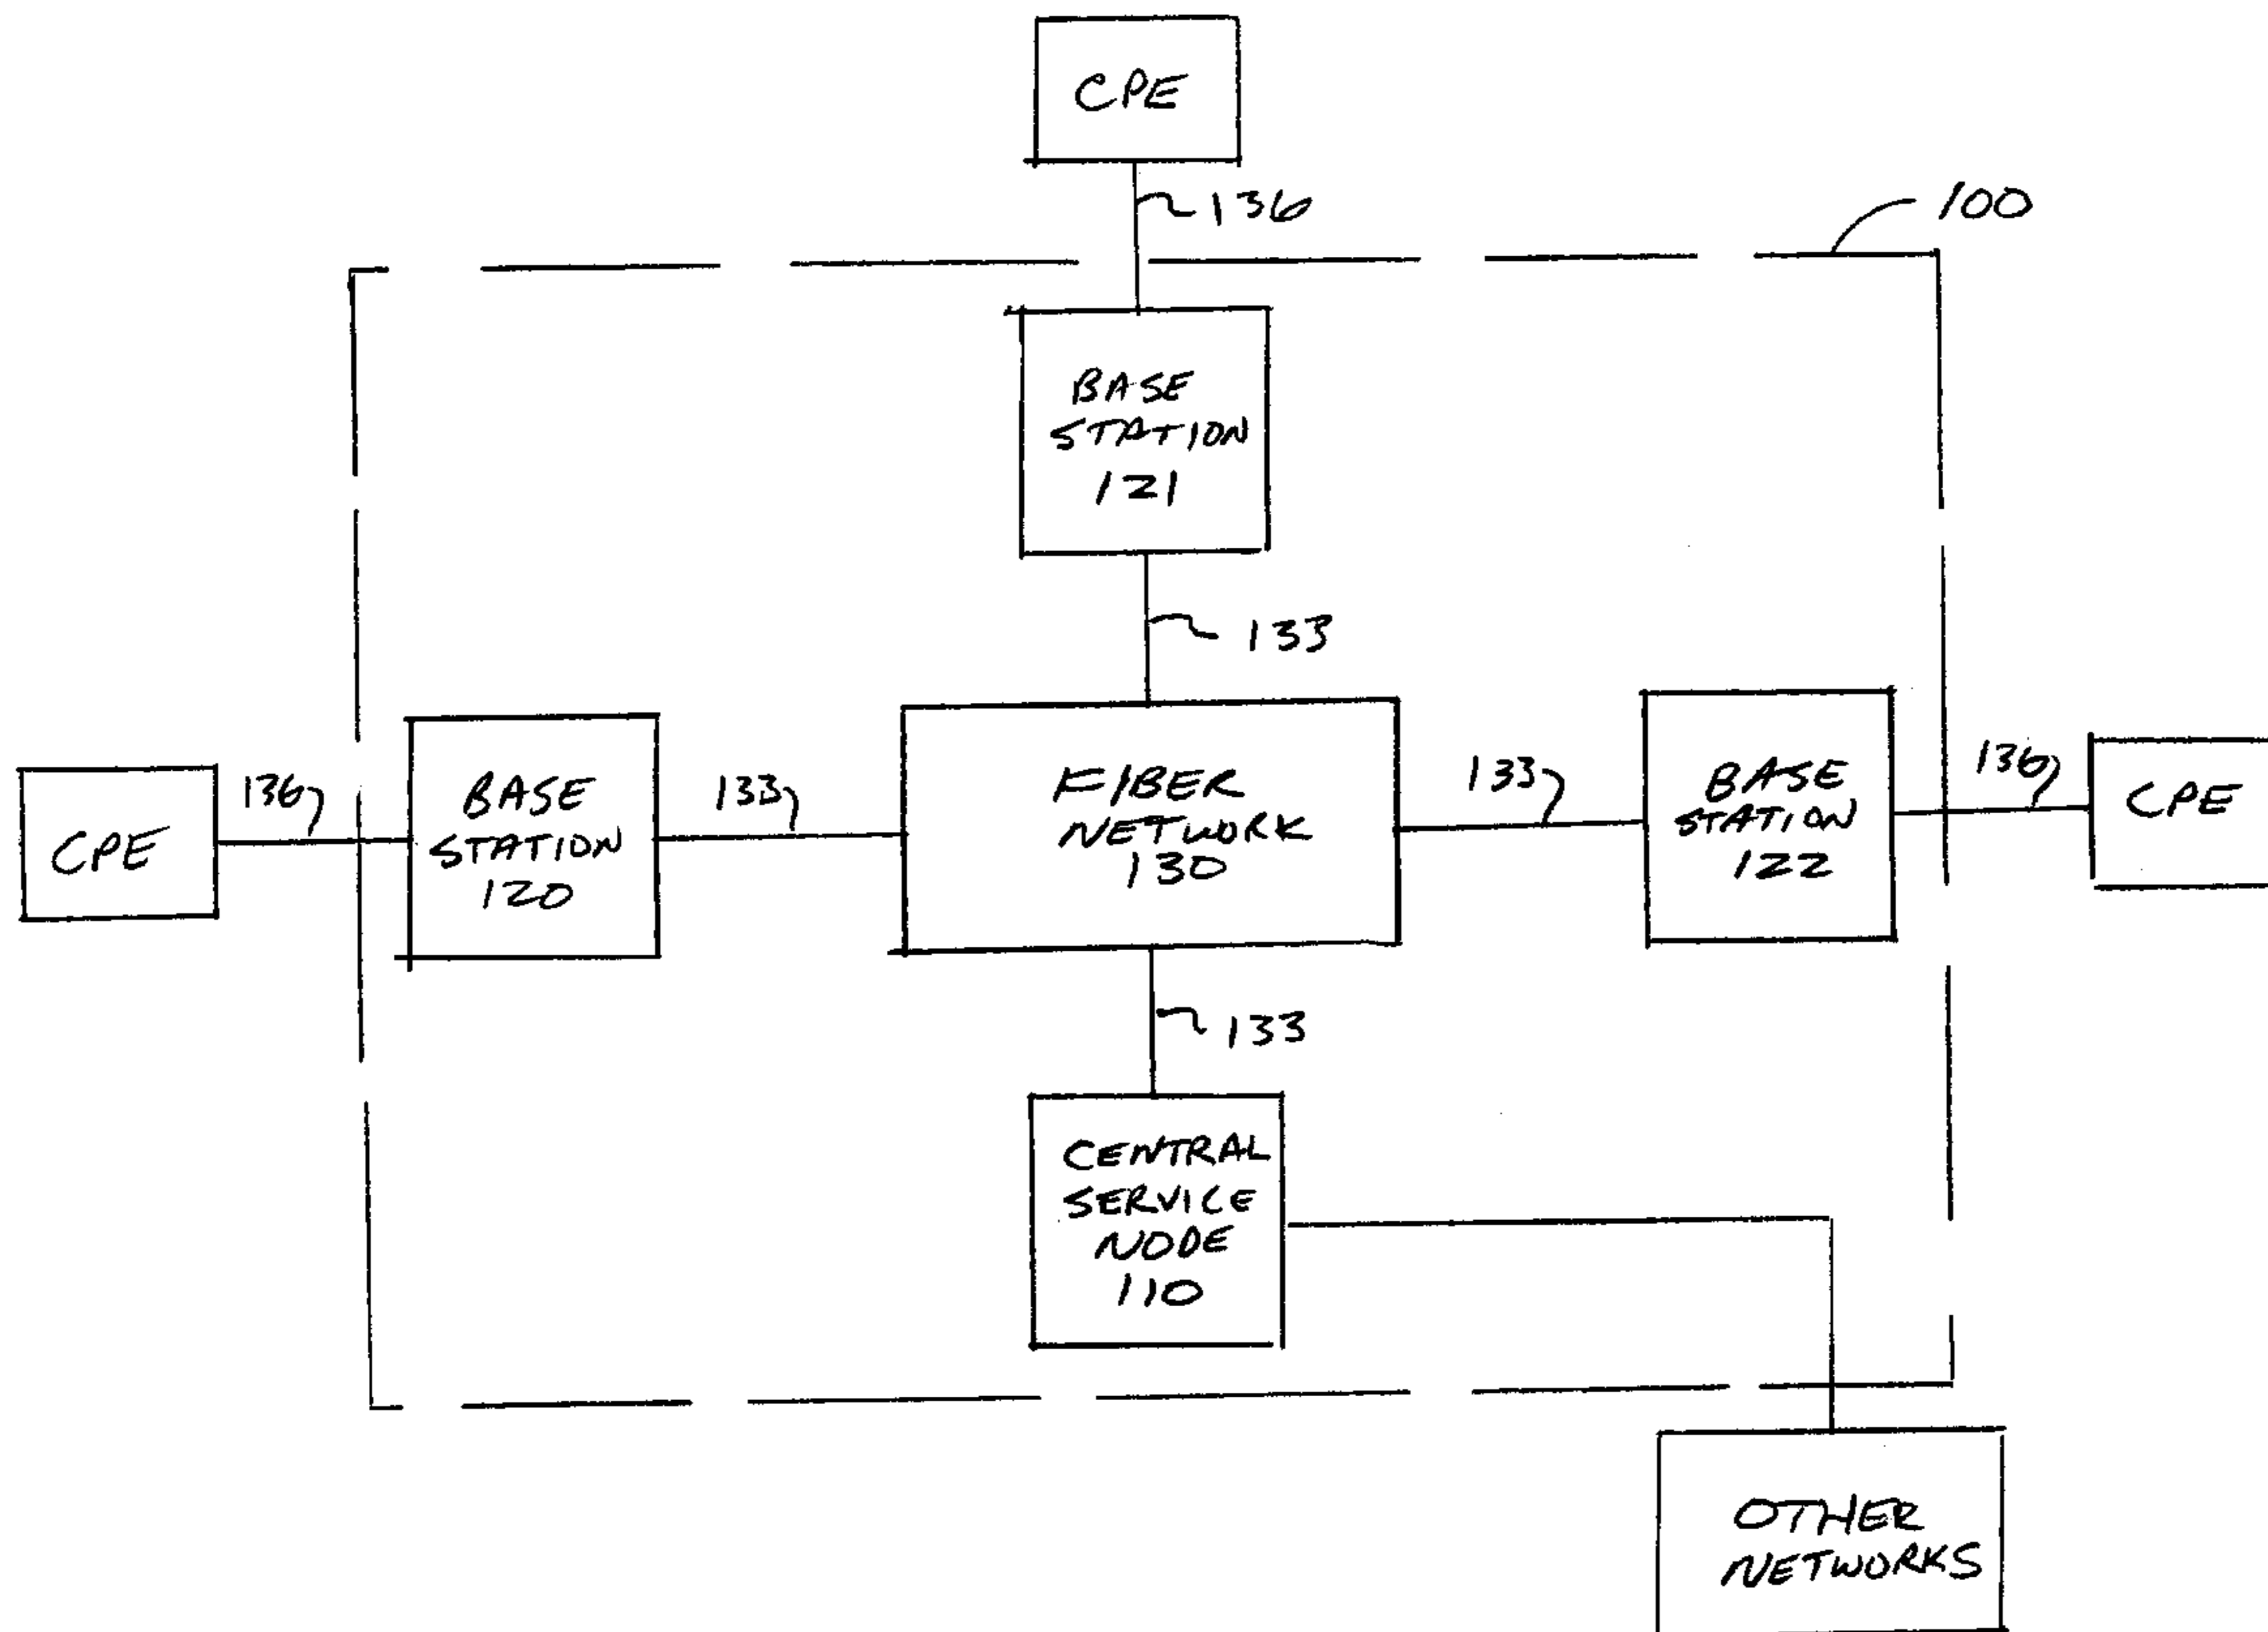 CPE
136
100
BASE
STATION
121
133
CPE
136
BASE
STATION
120
133
FIBER
NETWORK
130
133
BASE
STATION
122
136
CPE
133
CENTRAL
SERVICE
NODE
110
OTHER
NETWORKS